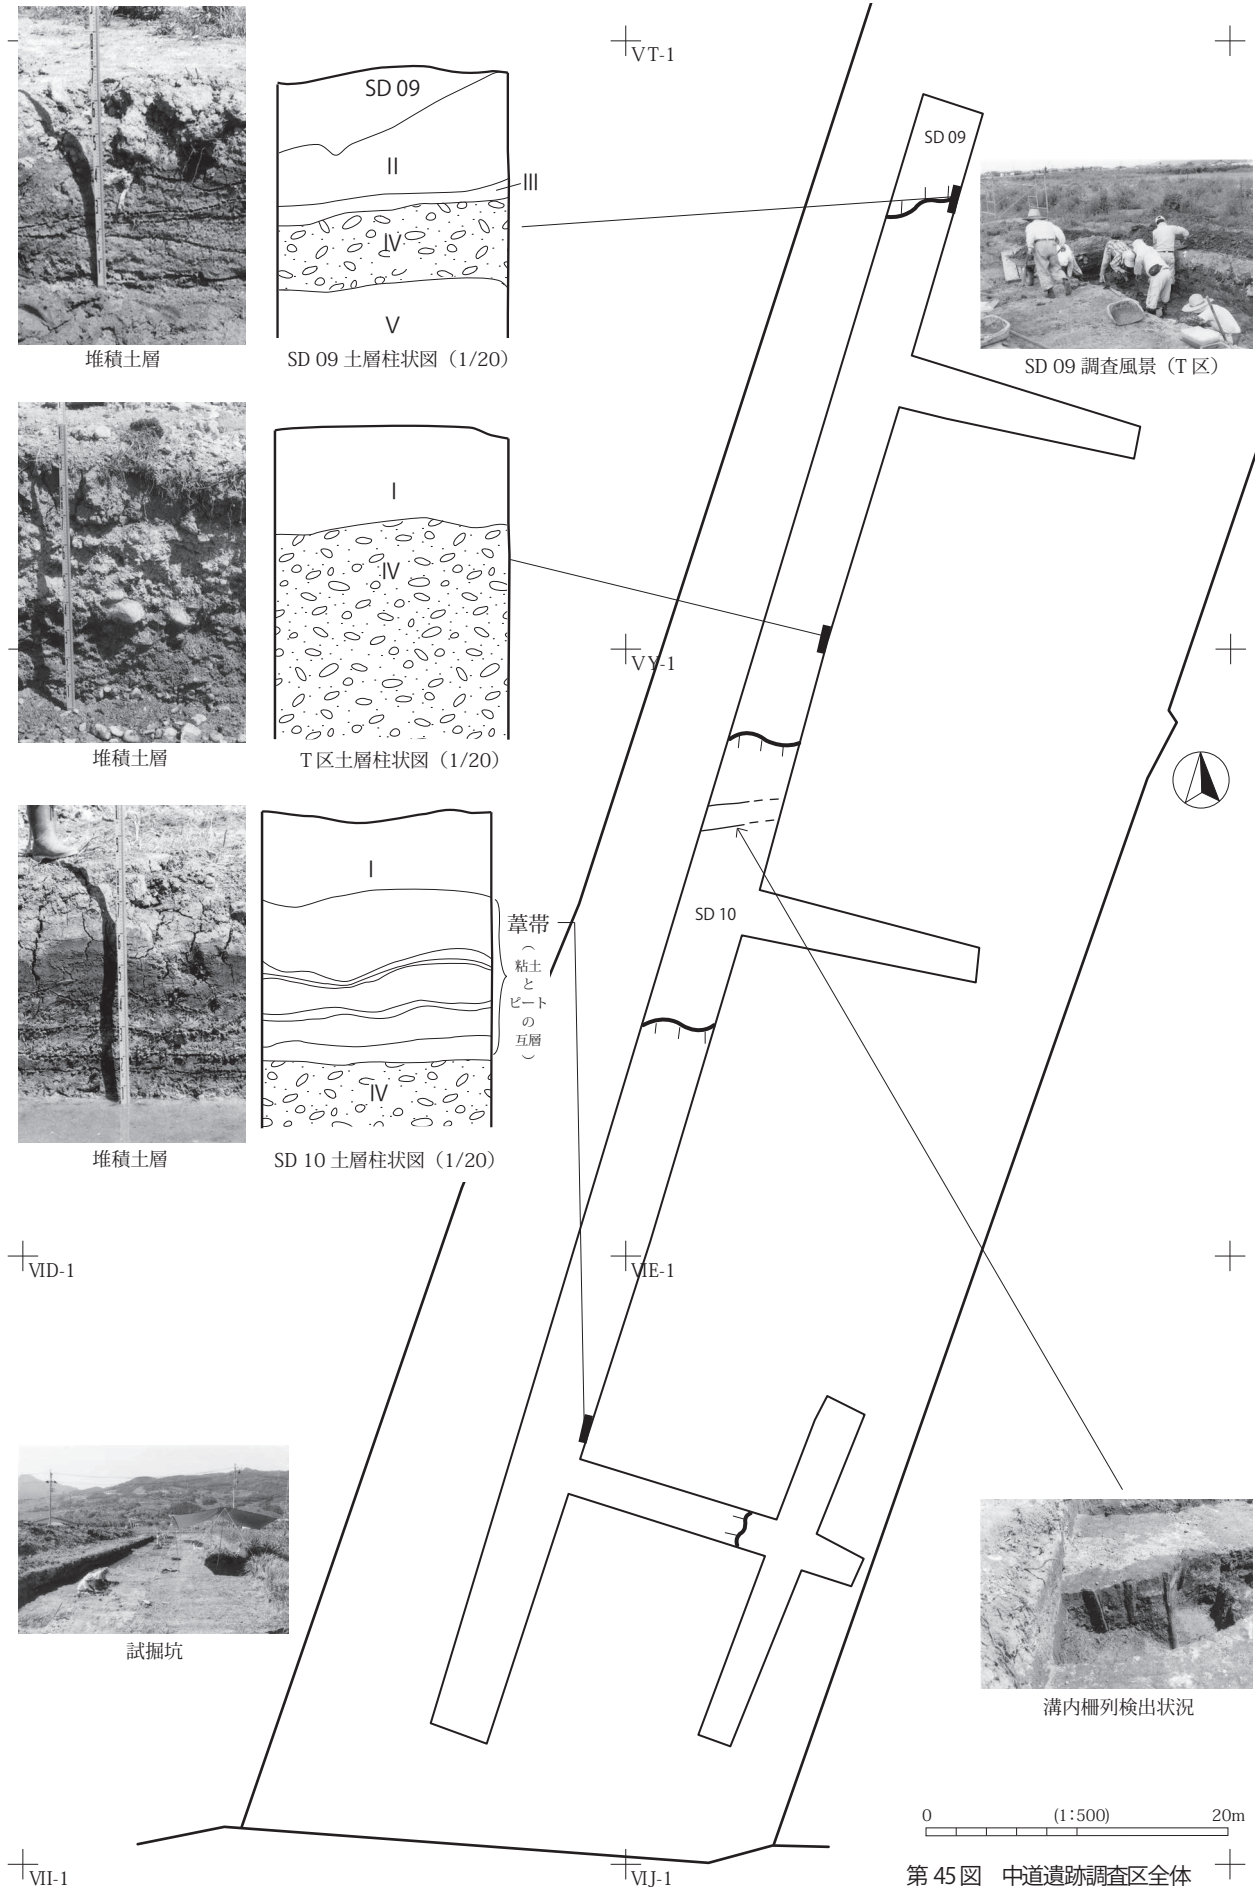 VT-1
SD 09
II
III
IV
V
堆積土層
SD 09 土層柱状図（1/20）
SD 09
SD 09 調査風景（T 区）
I
IV
堆積土層
T 区土層柱状図（1/20）
VY-1
I
葦帯
（
粘土
と
ピート
の
互層
）
IV
堆積土層
SD 10 土層柱状図（1/20）
SD 10
VID-1
VIE-1
試掘坑
溝内柵列検出状況
0 (1:500) 20m
第 45 図　中道遺跡調査区全体
VII-1
VIJ-1